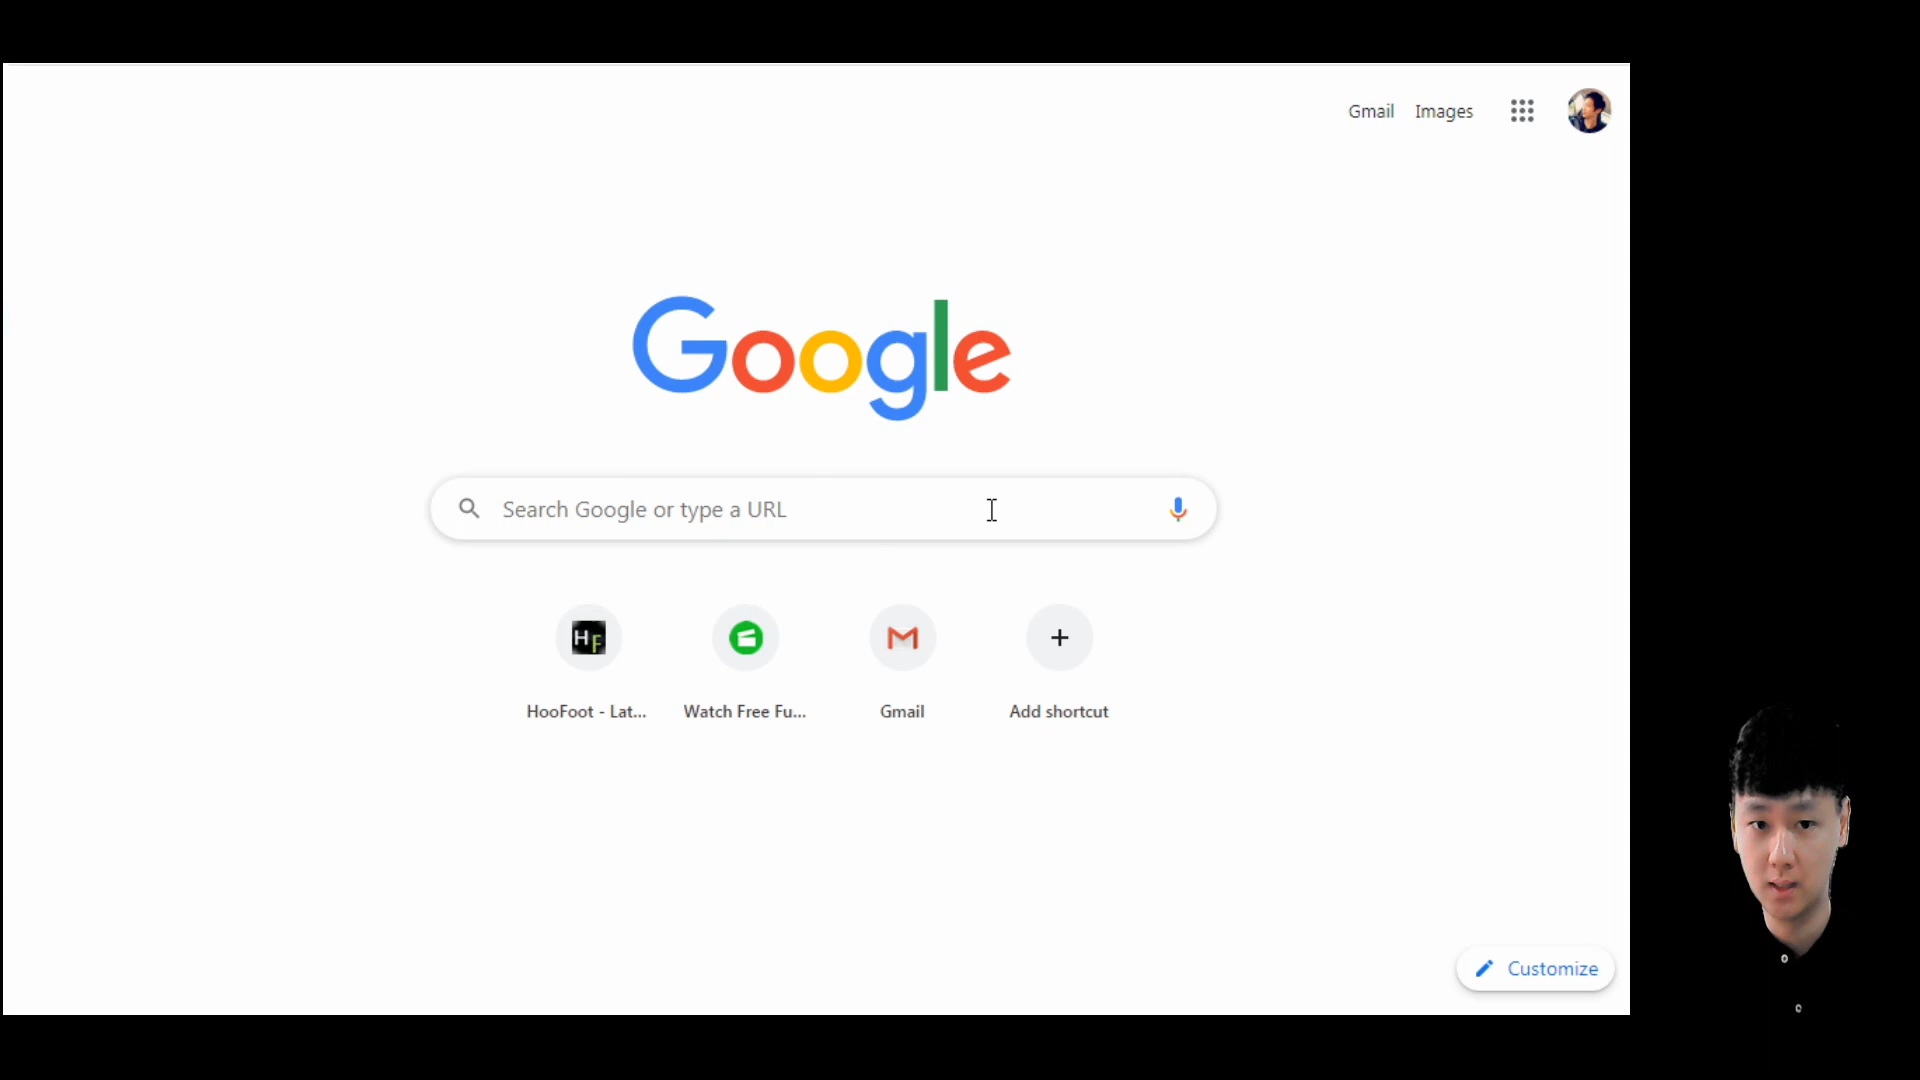 Gmail Images
Google
Search Google or type a URL
HF
HooFoot - Lat... Watch Free Fu... Gmail Add shortcut
Customize